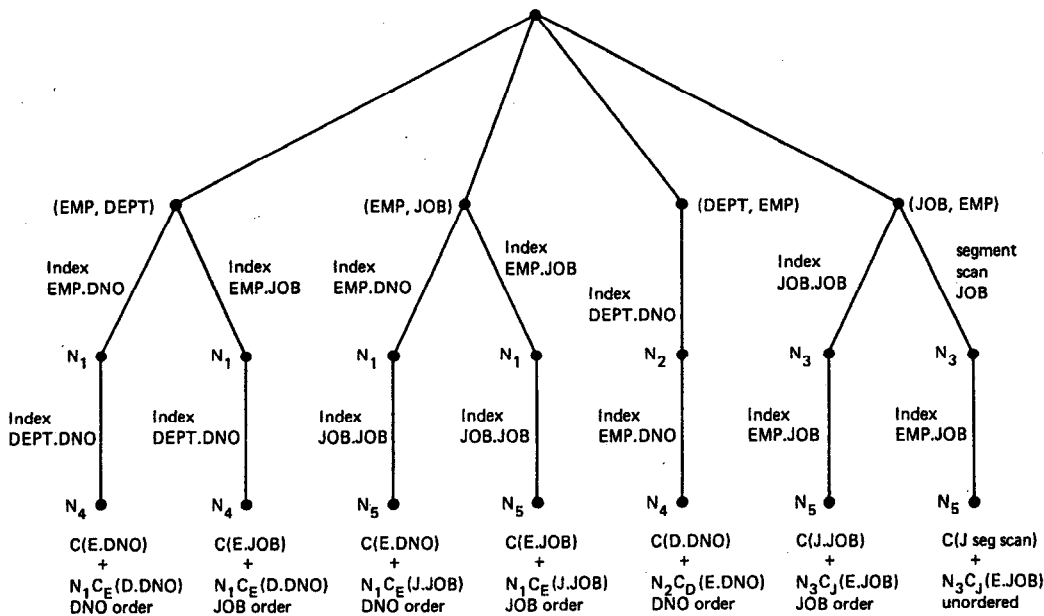 (EMP, DEPT)
(EMP, JOB)
(DEPT, EMP)
(JOB, EMP)
Index
EMP.DNO
Index
EMP.JOB
Index
EMP.DNO
Index
EMP.JOB
Index
DEPT.DNO
Index
JOB.JOB
segment
scan
JOB
N1
N1
N1
N1
N2
N3
N3
Index
DEPT.DNO
Index
DEPT.DNO
Index
JOB.JOB
Index
JOB.JOB
Index
EMP.DNO
Index
EMP.JOB
Index
EMP.JOB
N4
N4
N5
N5
N4
N5
N5
C(E.DNO)
+
N1CE(D.DNO)
DNO order
C(E.JOB)
+
N1CE(D.DNO)
JOB order
C(E.DNO)
+
N1CE(J.JOB)
DNO order
C(E.JOB)
+
N1CE(J.JOB)
JOB order
C(D.DNO)
+
N2CD(E.DNO)
DNO order
C(J.JOB)
+
N3CJ(E.JOB)
JOB order
C(J seg scan)
+
N3CJ(E.JOB)
unordered